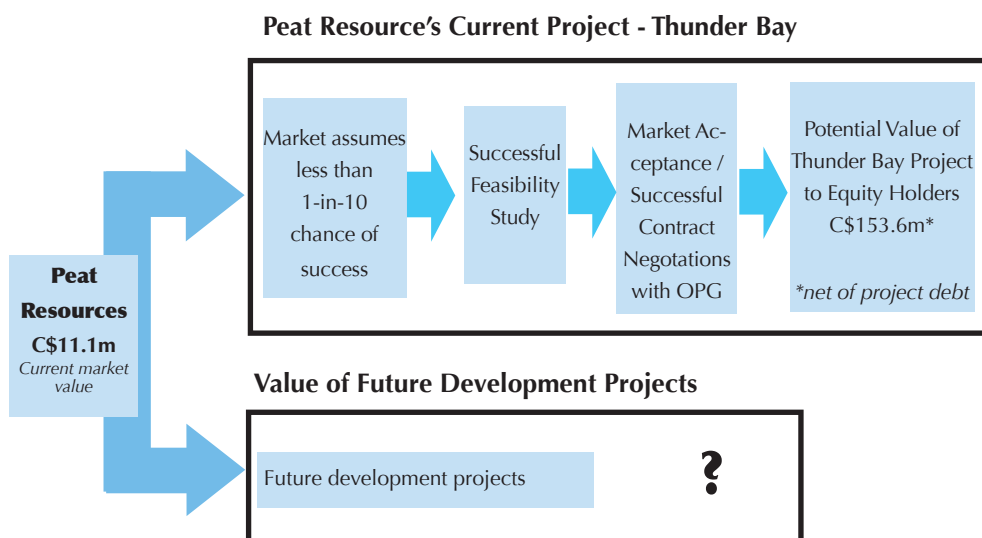 Peat Resource's Current Project - Thunder Bay
Market assumes
less than
1-in-10
chance of
success
Successful
Feasibility
Study
Market Ac-
ceptance /
Successful
Contract
Negotations
with OPG
Potential Value of
Thunder Bay Project
to Equity Holders
C$153.6m*
*net of project debt
Peat
Resources
C$11.1m
Current market
value
Value of Future Development Projects
Future development projects
?